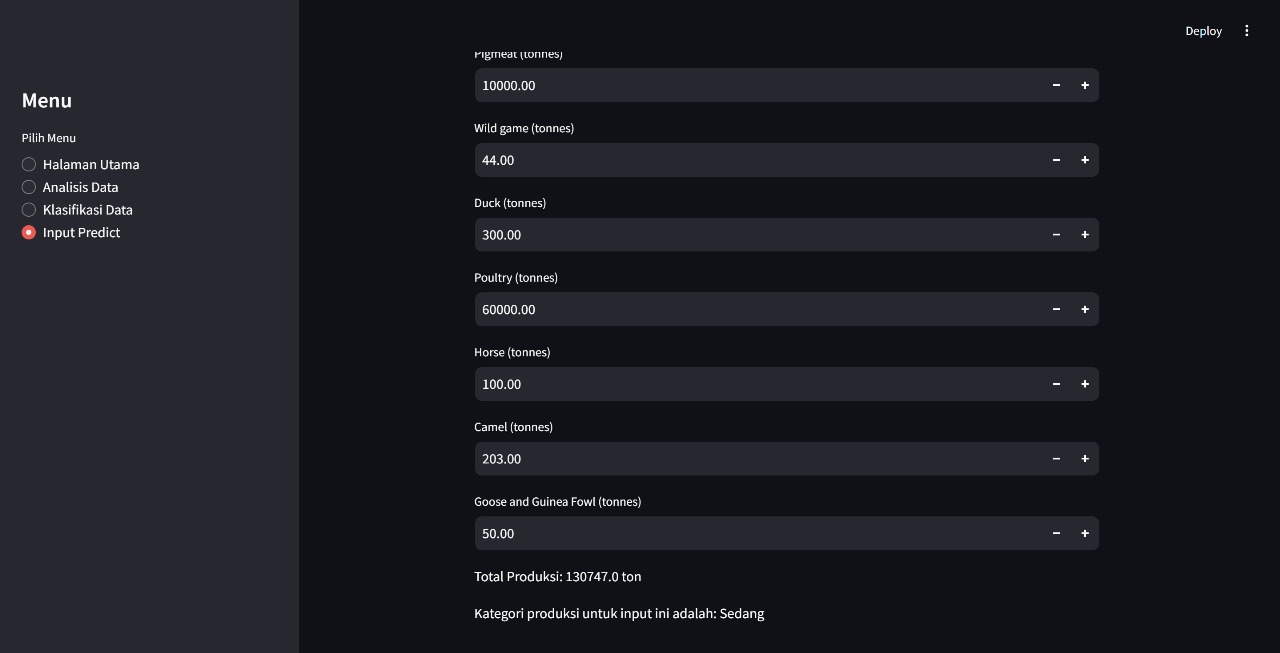 Deploy
Menu
Pilih Menu
Halaman Utama
Analisis Data
Klasifikasi Data
Input Predict
Pigmeat (tonnes)
10000.00
Wild game (tonnes)
44.00
Duck (tonnes)
300.00
Poultry (tonnes)
60000.00
Horse (tonnes)
100.00
Camel (tonnes)
203.00
Goose and Guinea Fowl (tonnes)
50.00
Total Produksi: 130747.0 ton
Kategori produksi untuk input ini adalah: Sedang